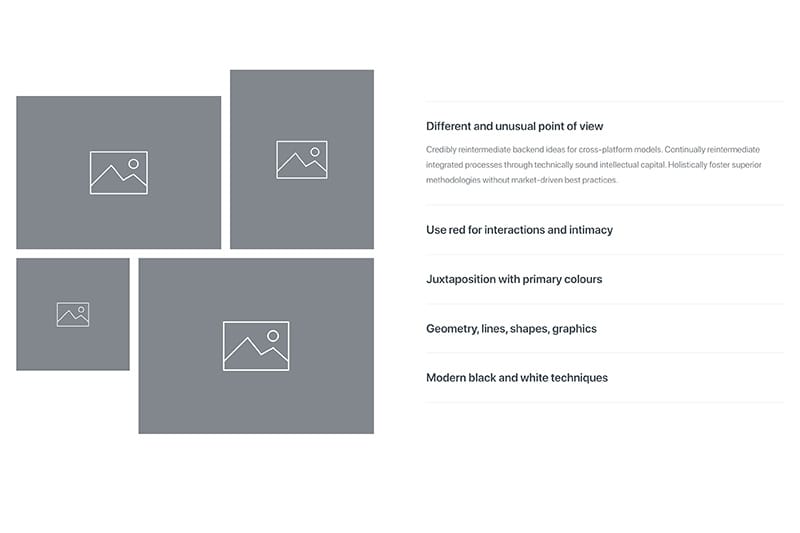 Different and unusual point of view
Credibly reintermediate backend ideas for cross-platform models. Continually reintermediate
integrated processes through technically sound intellectual capital. Holistically foster superior
methodologies without market-driven best practices.
Use red for interactions and intimacy
Juxtaposition with primary colours
Geometry, lines, shapes, graphics
Modern black and white techniques